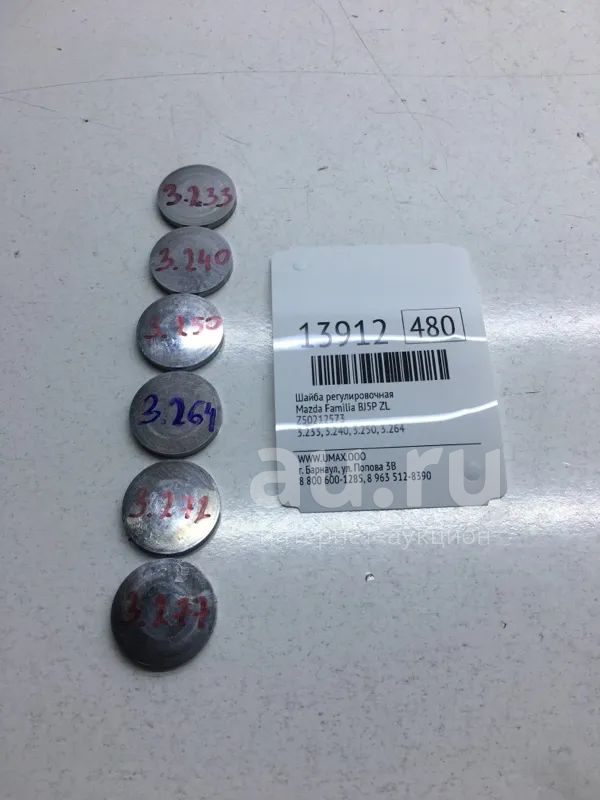 3.233
3.240
3.250
3.264
3.272
3.277
13912 480
Шайба регулировочная
Mazda Familia BJ5P ZL
Z50212573
3.233, 3.240, 3.250, 3.264
WWW.UMAX.OOO
г. Барнаул, ул. Попова 3В
8 800 600-1285, 8 963 512-8390
au.ru
интернет-аукцион